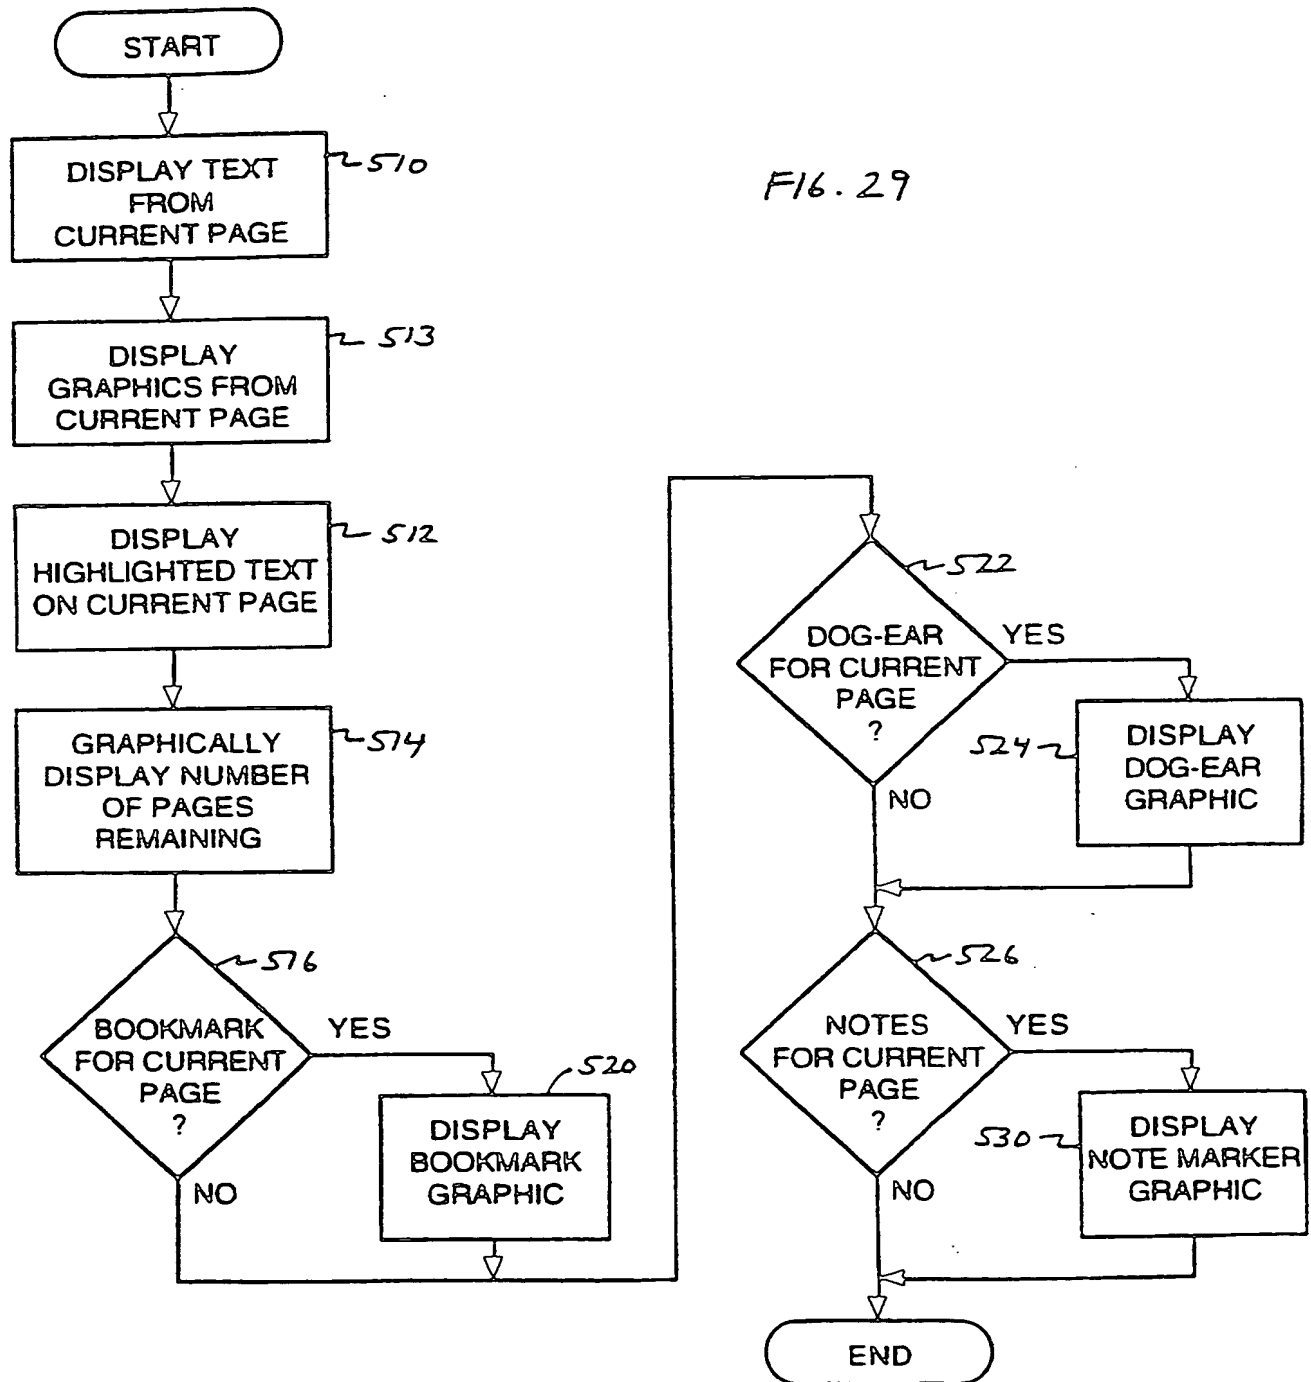 START
DISPLAY TEXT
FROM
CURRENT PAGE
510
FIG. 29
DISPLAY
GRAPHICS FROM
CURRENT PAGE
513
DISPLAY
HIGHLIGHTED TEXT
ON CURRENT PAGE
512
GRAPHICALLY
DISPLAY NUMBER
OF PAGES
REMAINING
514
BOOKMARK
FOR CURRENT
PAGE
?
516
YES
NO
DISPLAY
BOOKMARK
GRAPHIC
520
DOG-EAR
FOR CURRENT
PAGE
?
522
YES
NO
DISPLAY
DOG-EAR
GRAPHIC
524
NOTES
FOR CURRENT
PAGE
?
526
YES
NO
DISPLAY
NOTE MARKER
GRAPHIC
530
END